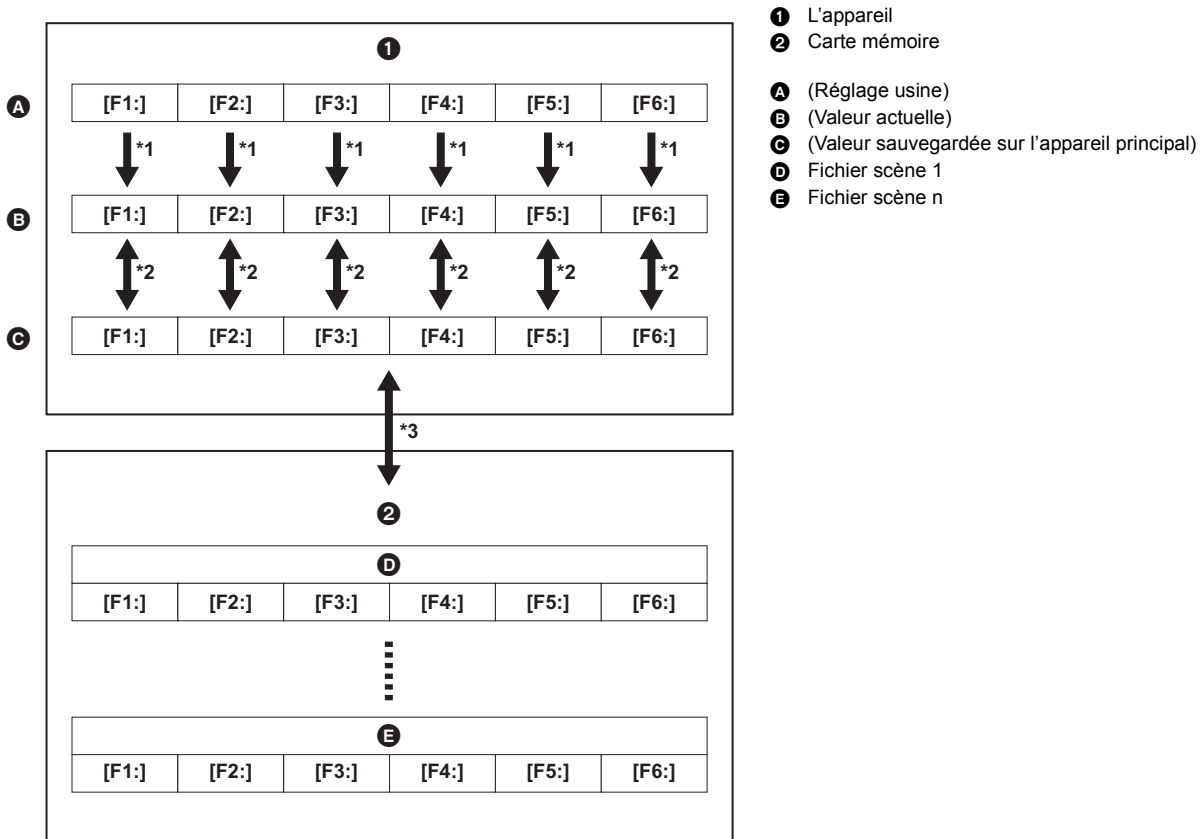 ❶
Ⓐ [F1:] [F2:] [F3:] [F4:] [F5:] [F6:]
*1 *1 *1 *1 *1 *1
Ⓑ [F1:] [F2:] [F3:] [F4:] [F5:] [F6:]
*2 *2 *2 *2 *2 *2
Ⓒ [F1:] [F2:] [F3:] [F4:] [F5:] [F6:]
*3
❷
Ⓓ
[F1:] [F2:] [F3:] [F4:] [F5:] [F6:]
Ⓔ
[F1:] [F2:] [F3:] [F4:] [F5:] [F6:]
❶ L’appareil
❷ Carte mémoire
Ⓐ (Réglage usine)
Ⓑ (Valeur actuelle)
Ⓒ (Valeur sauvegardée sur l’appareil principal)
Ⓓ Fichier scène 1
Ⓔ Fichier scène n